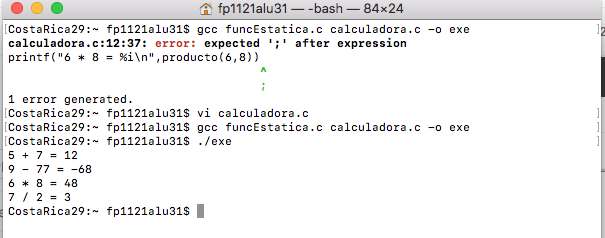 fp1121alu31 — -bash — 84×24
[CostaRica29:~ fp1121alu31$ gcc funcEstatica.c calculadora.c -o exe ]
calculadora.c:12:37: error: expected ';' after expression
printf("6 * 8 = %i\n",producto(6,8))
^
;
1 error generated.
[CostaRica29:~ fp1121alu31$ vi calculadora.c ]
[CostaRica29:~ fp1121alu31$ gcc funcEstatica.c calculadora.c -o exe ]
[CostaRica29:~ fp1121alu31$ ./exe ]
5 + 7 = 12
9 - 77 = -68
6 * 8 = 48
7 / 2 = 3
CostaRica29:~ fp1121alu31$